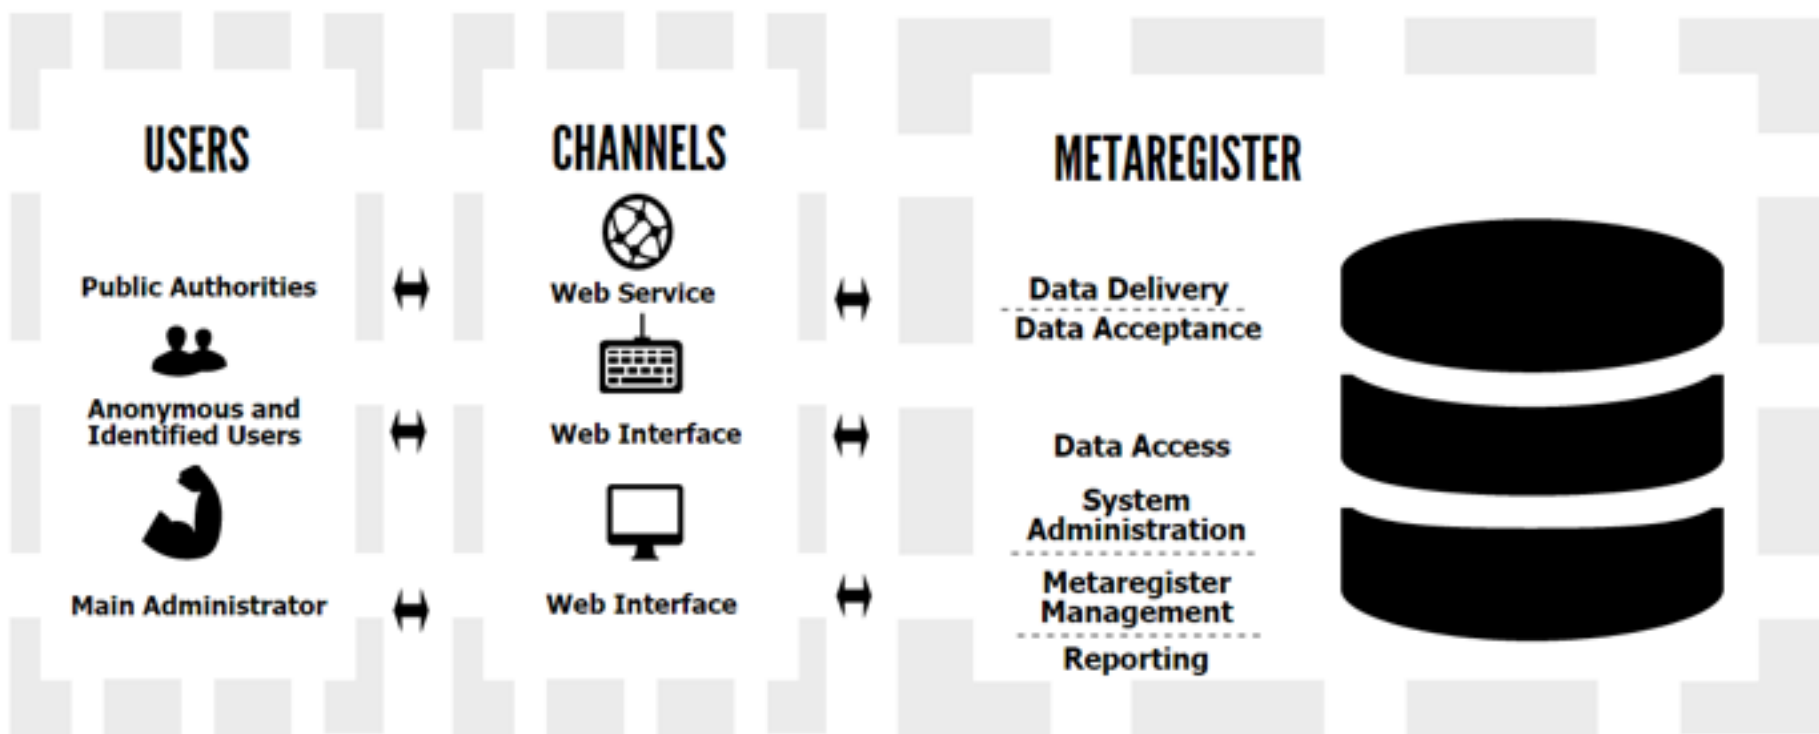 USERS
Public Authorities
Anonymous and
Identified Users
Main Administrator
CHANNELS
Web Service
Web Interface
Web Interface
METAREGISTER
Data Delivery
Data Acceptance
Data Access
System
Administration
Metaregister
Management
Reporting